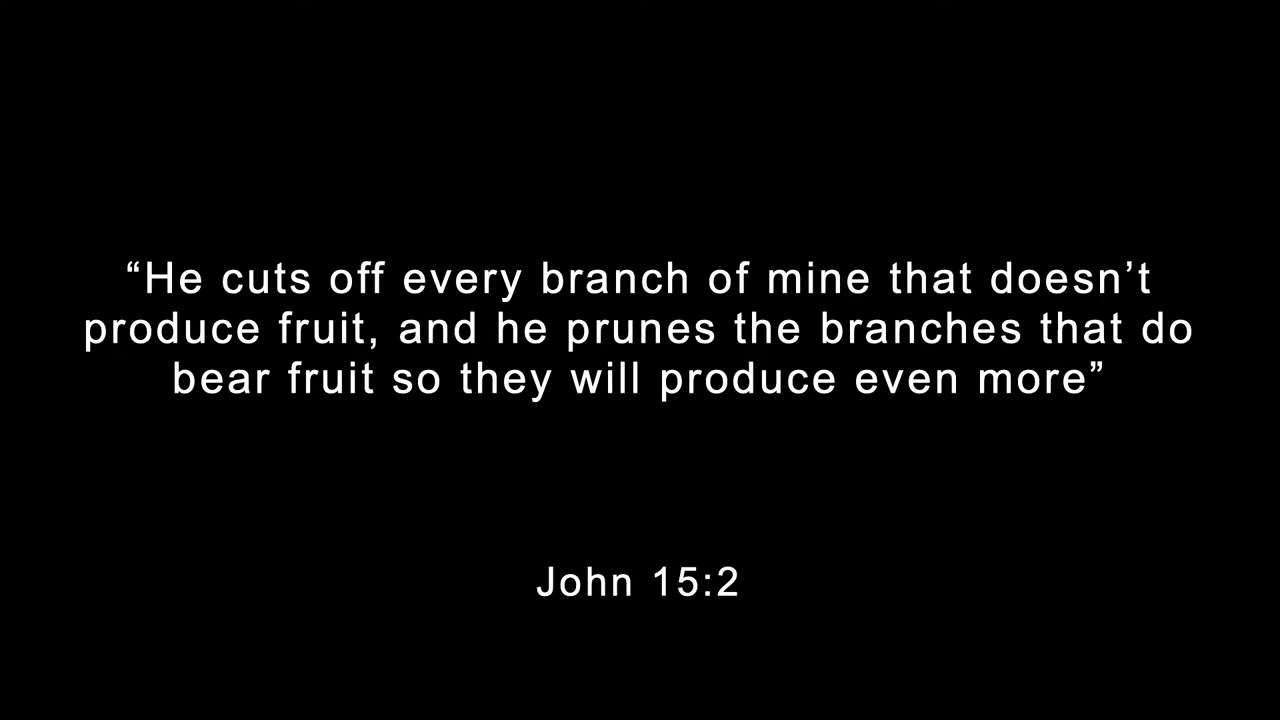 “He cuts off every branch of mine that doesn’t
produce fruit, and he prunes the branches that do
bear fruit so they will produce even more”
John 15:2